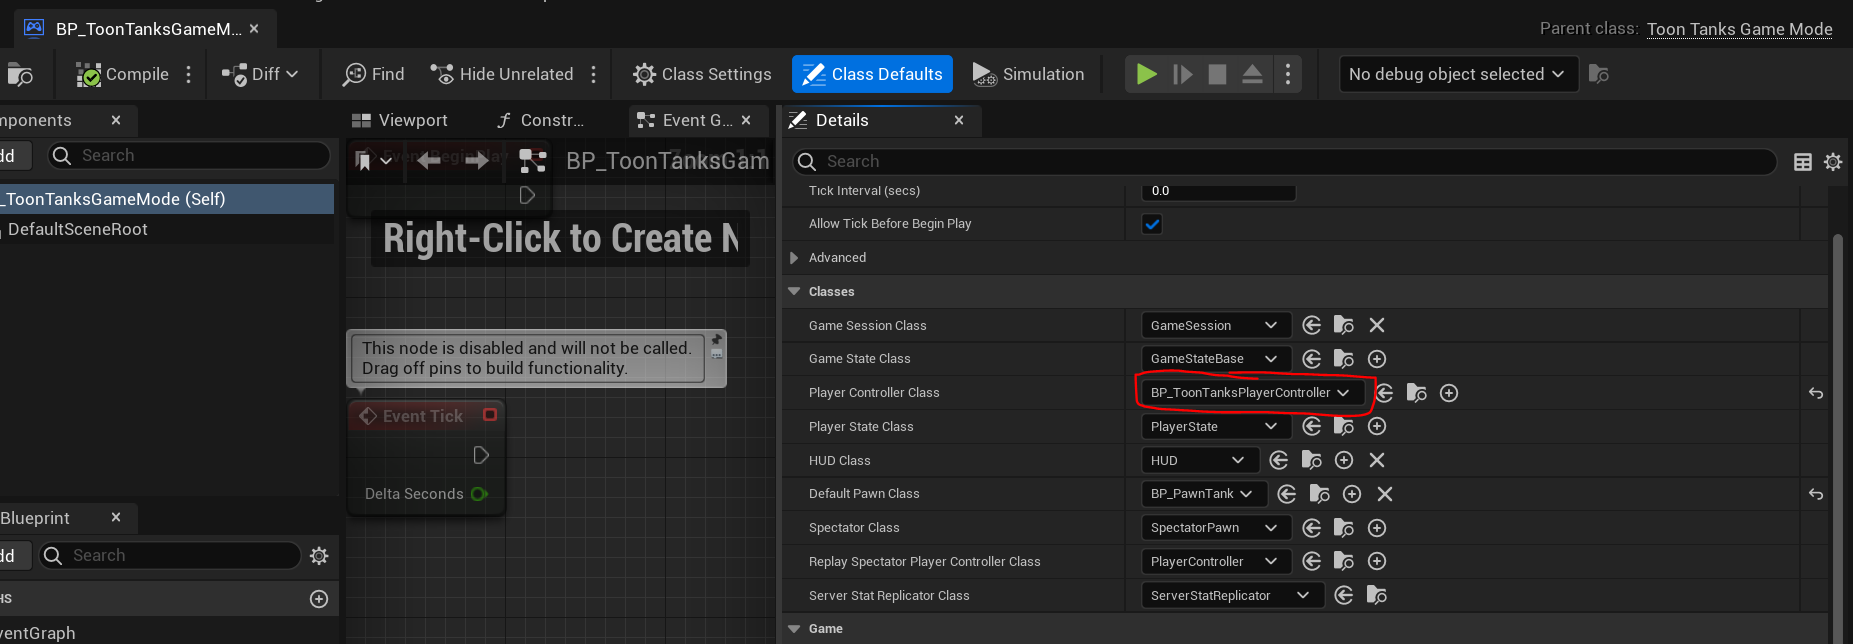 BP_ToonTanksGameM...
Parent class: Toon Tanks Game Mode
Compile
Diff
Find
Hide Unrelated
Class Settings
Class Defaults
Simulation
No debug object selected
mponents
Viewport
Constr...
Event G...
Details
dd
Search
Event BeginPlay
BP_ToonTanksGam
Search
_ToonTanksGameMode (Self)
DefaultSceneRoot
Right-Click to Create N
Tick Interval (secs)
0.0
Allow Tick Before Begin Play
Advanced
Classes
Game Session Class
GameSession
Game State Class
GameStateBase
Player Controller Class
BP_ToonTanksPlayerController
Player State Class
PlayerState
HUD Class
HUD
Default Pawn Class
BP_PawnTank
Spectator Class
SpectatorPawn
Replay Spectator Player Controller Class
PlayerController
Server Stat Replicator Class
ServerStatReplicator
Game
This node is disabled and will not be called.
Drag off pins to build functionality.
Event Tick
Delta Seconds
Blueprint
dd
Search
HS
ventGraph